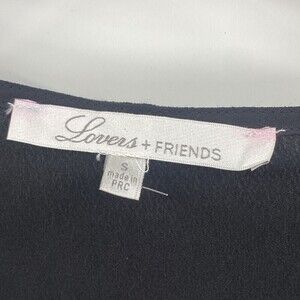 Lovers + FRIENDS
S
made in
PRC